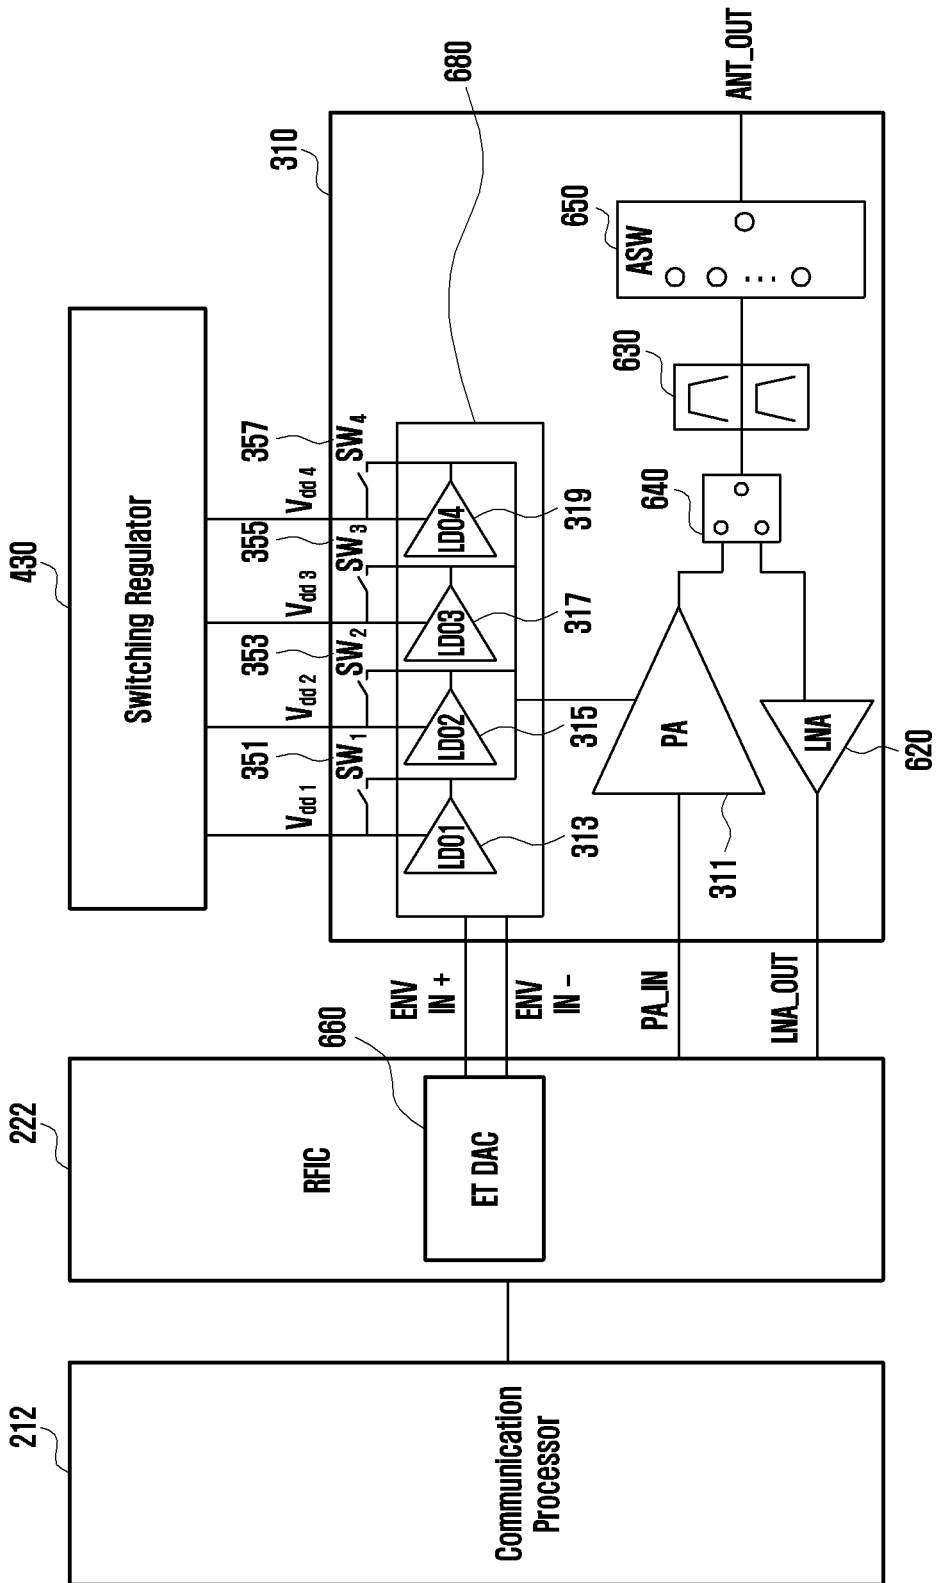 430
Switching Regulator
351
353
355
357
Vdd 1
Vdd 2
Vdd 3
Vdd 4
SW1
SW2
SW3
SW4
310
680
LDO1
LDO2
LDO3
LDO4
313
315
317
319
212
Communication
Processor
222
RFIC
660
ET DAC
ENV
IN +
ENV
IN -
PA_IN
LNA_OUT
PA
311
LNA
620
640
630
650
ASW
...
ANT_OUT